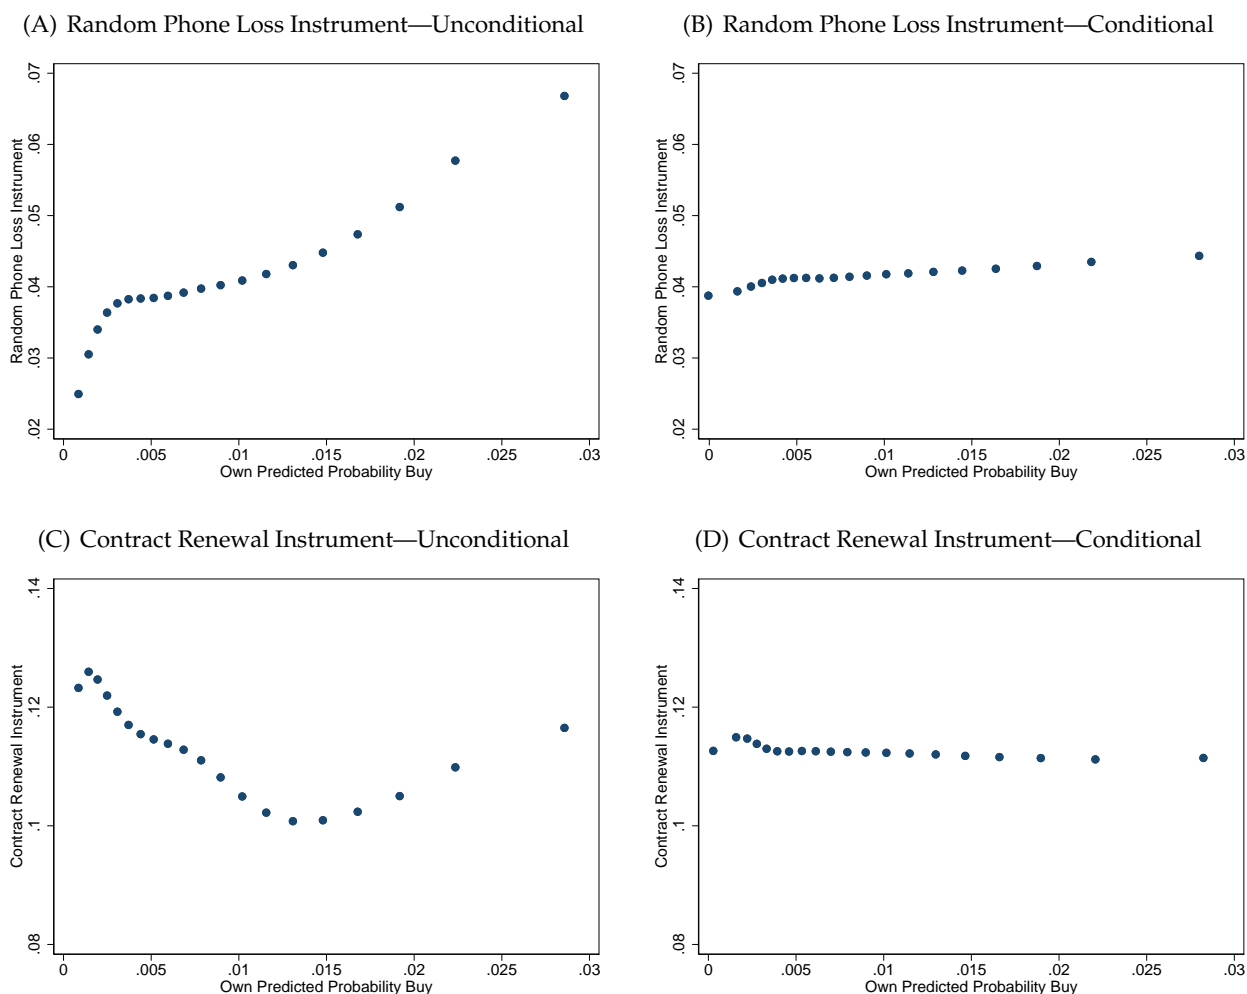 (A) Random Phone Loss Instrument—Unconditional
Random Phone Loss Instrument
.07
.06
.05
.04
.03
.02
0 .005 .01 .015 .02 .025 .03
Own Predicted Probability Buy
(B) Random Phone Loss Instrument—Conditional
Random Phone Loss Instrument
.07
.06
.05
.04
.03
.02
0 .005 .01 .015 .02 .025 .03
Own Predicted Probability Buy
(C) Contract Renewal Instrument—Unconditional
Contract Renewal Instrument
.14
.12
.1
.08
0 .005 .01 .015 .02 .025 .03
Own Predicted Probability Buy
(D) Contract Renewal Instrument—Conditional
Contract Renewal Instrument
.14
.12
.1
.08
0 .005 .01 .015 .02 .025 .03
Own Predicted Probability Buy